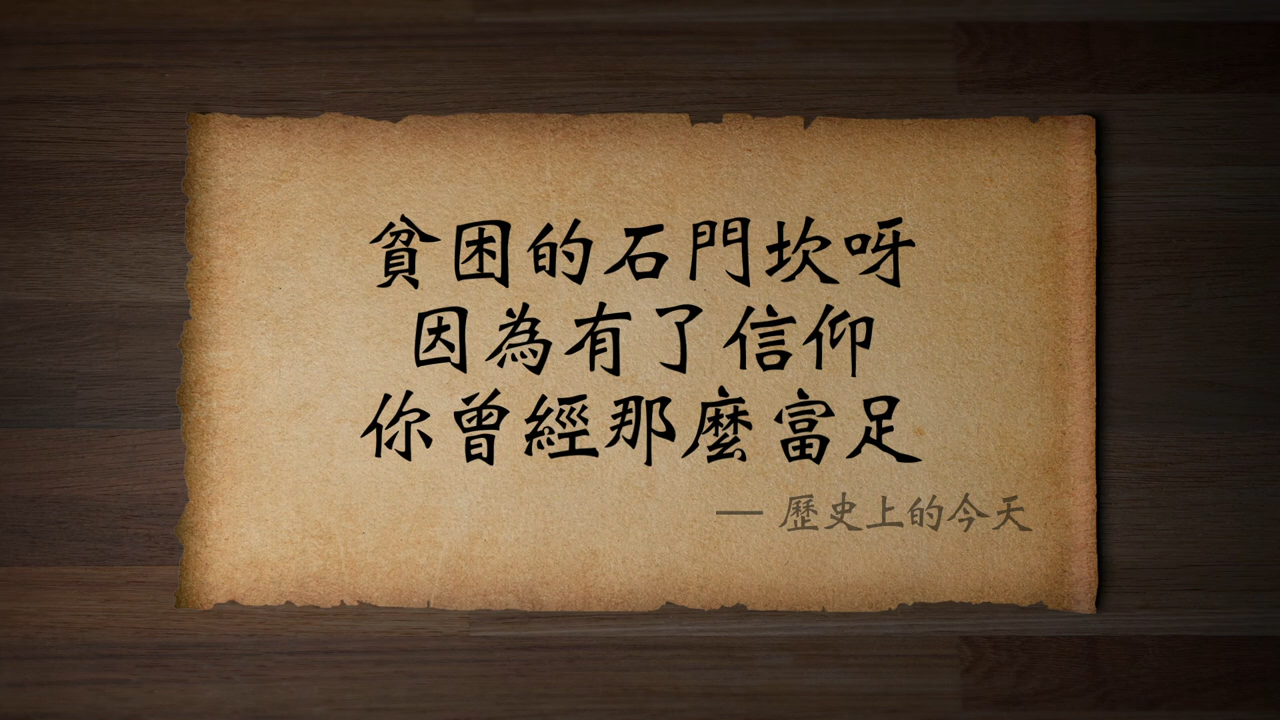 貧困的石門坎呀
因為有了信仰
你曾經那麼富足
— 歷史上的今天